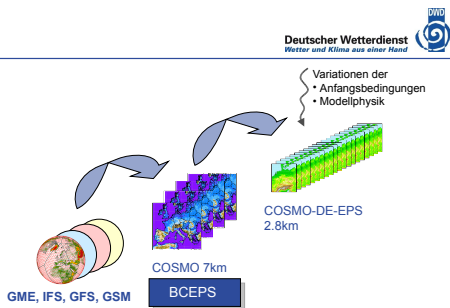 DWD
Deutscher Wetterdienst
Wetter und Klima aus einer Hand
Variationen der
• Anfangsbedingungen
• Modellphysik
COSMO-DE-EPS
2.8km
COSMO 7km
BCEPS
GME, IFS, GFS, GSM